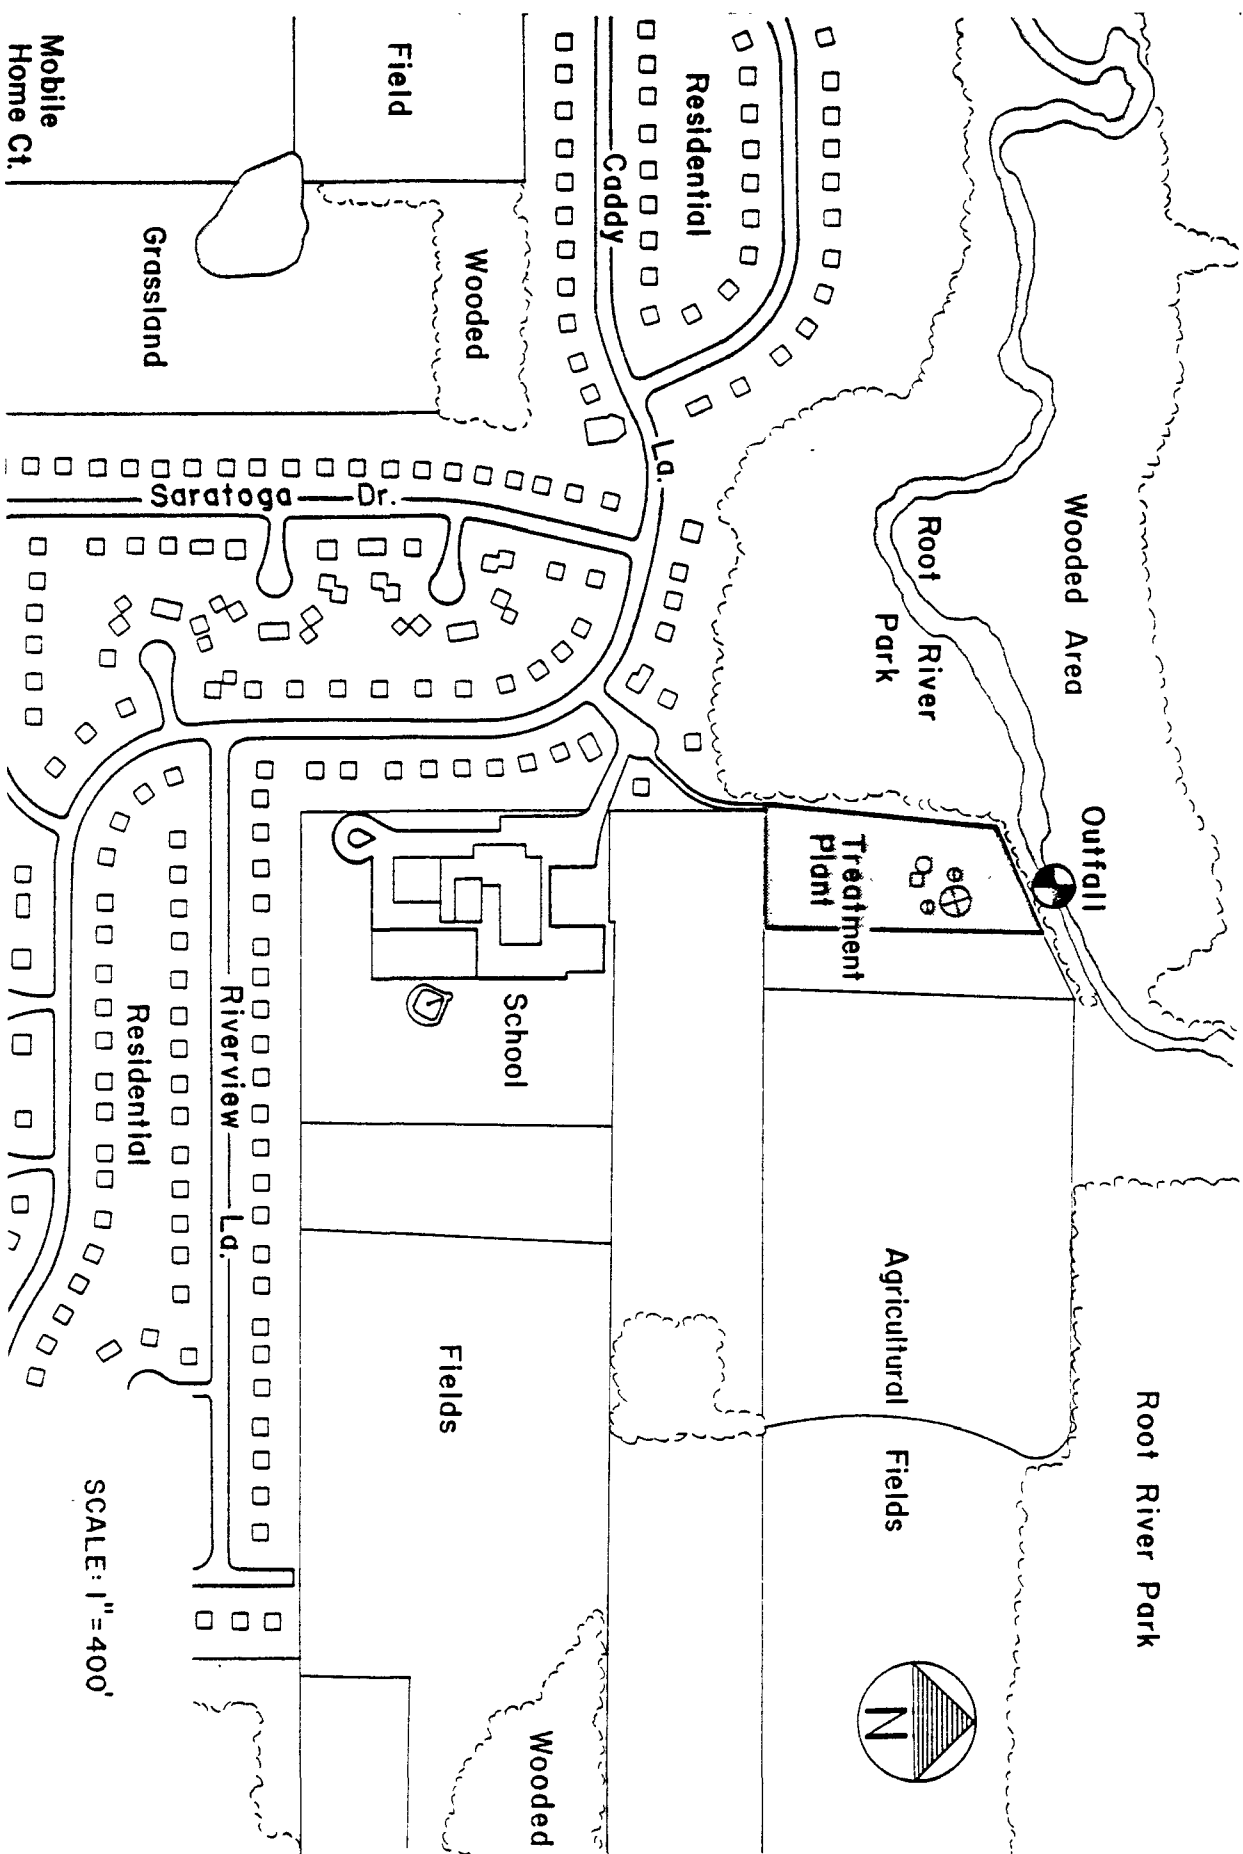 Root River Park
Wooded Area
Outfall
Root River
Park
Treatment
Plant
Agricultural Fields
N
Residential
Caddy La.
Wooded
Field
School
Fields
Wooded
Saratoga Dr.
Grassland
Riverview La.
Residential
Mobile
Home Ct.
SCALE: 1"=400'